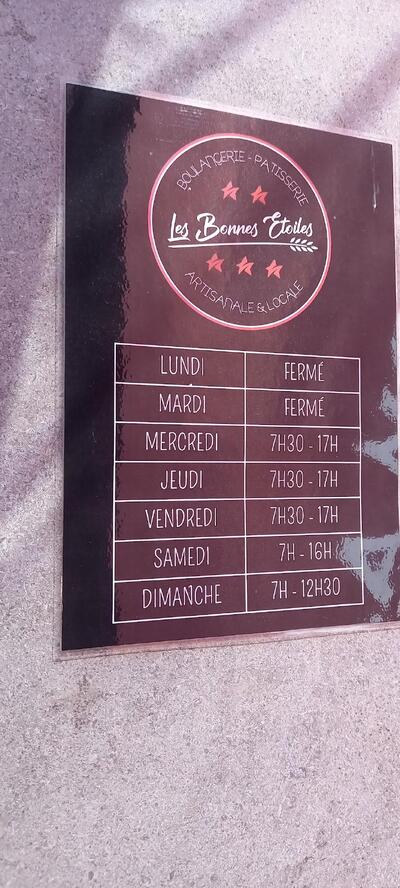 BOULANGERIE - PATISSERIE
Les Bonnes Etoiles
ARTISANALE & LOCALE
LUNDI FERMÉ
MARDI FERMÉ
MERCREDI 7H30 - 17H
JEUDI 7H30 - 17H
VENDREDI 7H30 - 17H
SAMEDI 7H - 16H
DIMANCHE 7H - 12H30